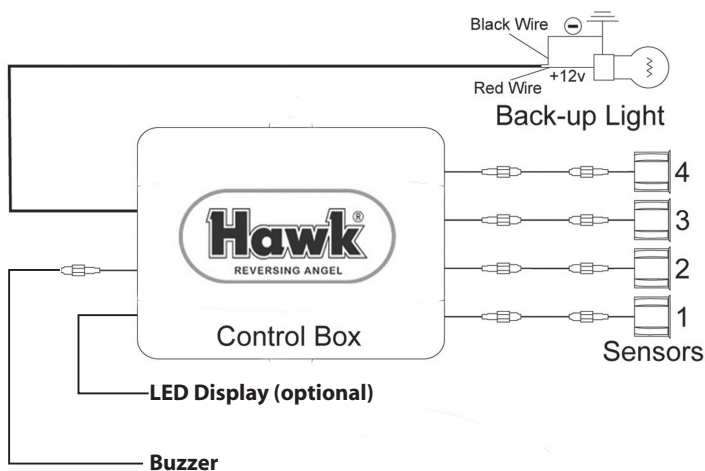 Black Wire
Red Wire
+12v
Back-up Light
4
3
2
1
Sensors
Hawk®
REVERSING ANGEL
Control Box
LED Display (optional)
Buzzer